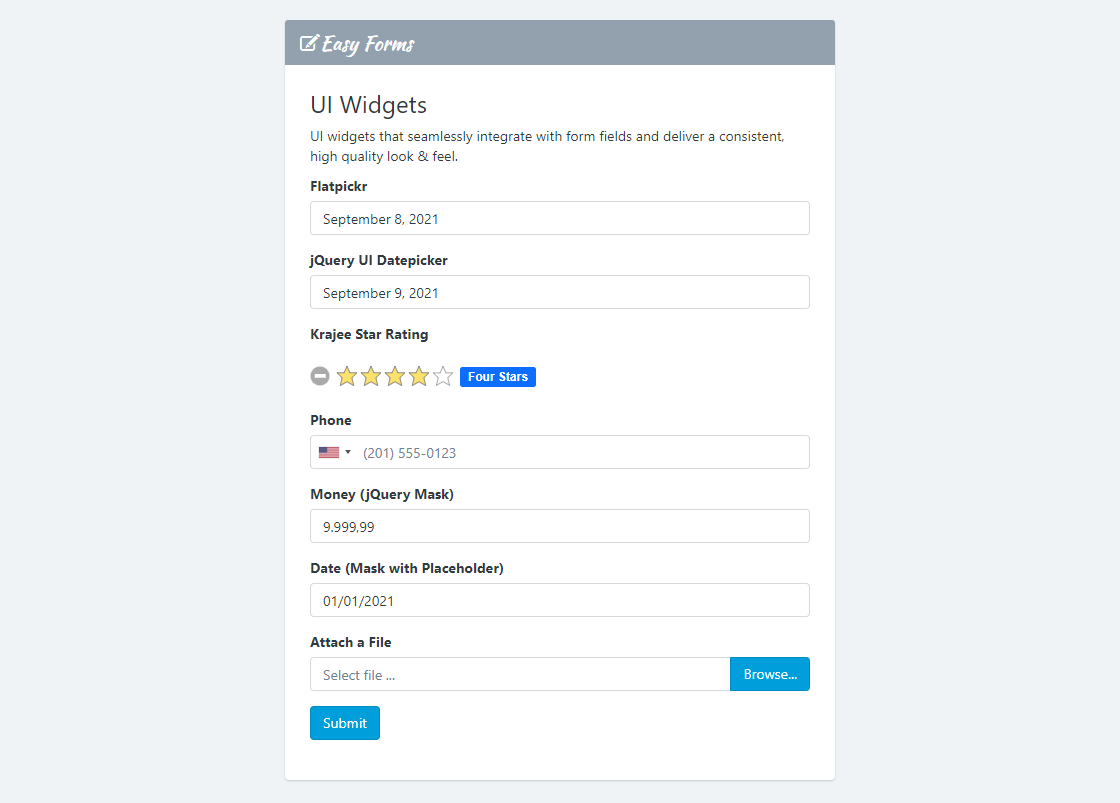 Easy Forms
UI Widgets
UI widgets that seamlessly integrate with form fields and deliver a consistent,
high quality look & feel.
Flatpickr
September 8, 2021
jQuery UI Datepicker
September 9, 2021
Krajee Star Rating
Four Stars
Phone
(201) 555-0123
Money (jQuery Mask)
9.999,99
Date (Mask with Placeholder)
01/01/2021
Attach a File
Select file ...
Browse...
Submit